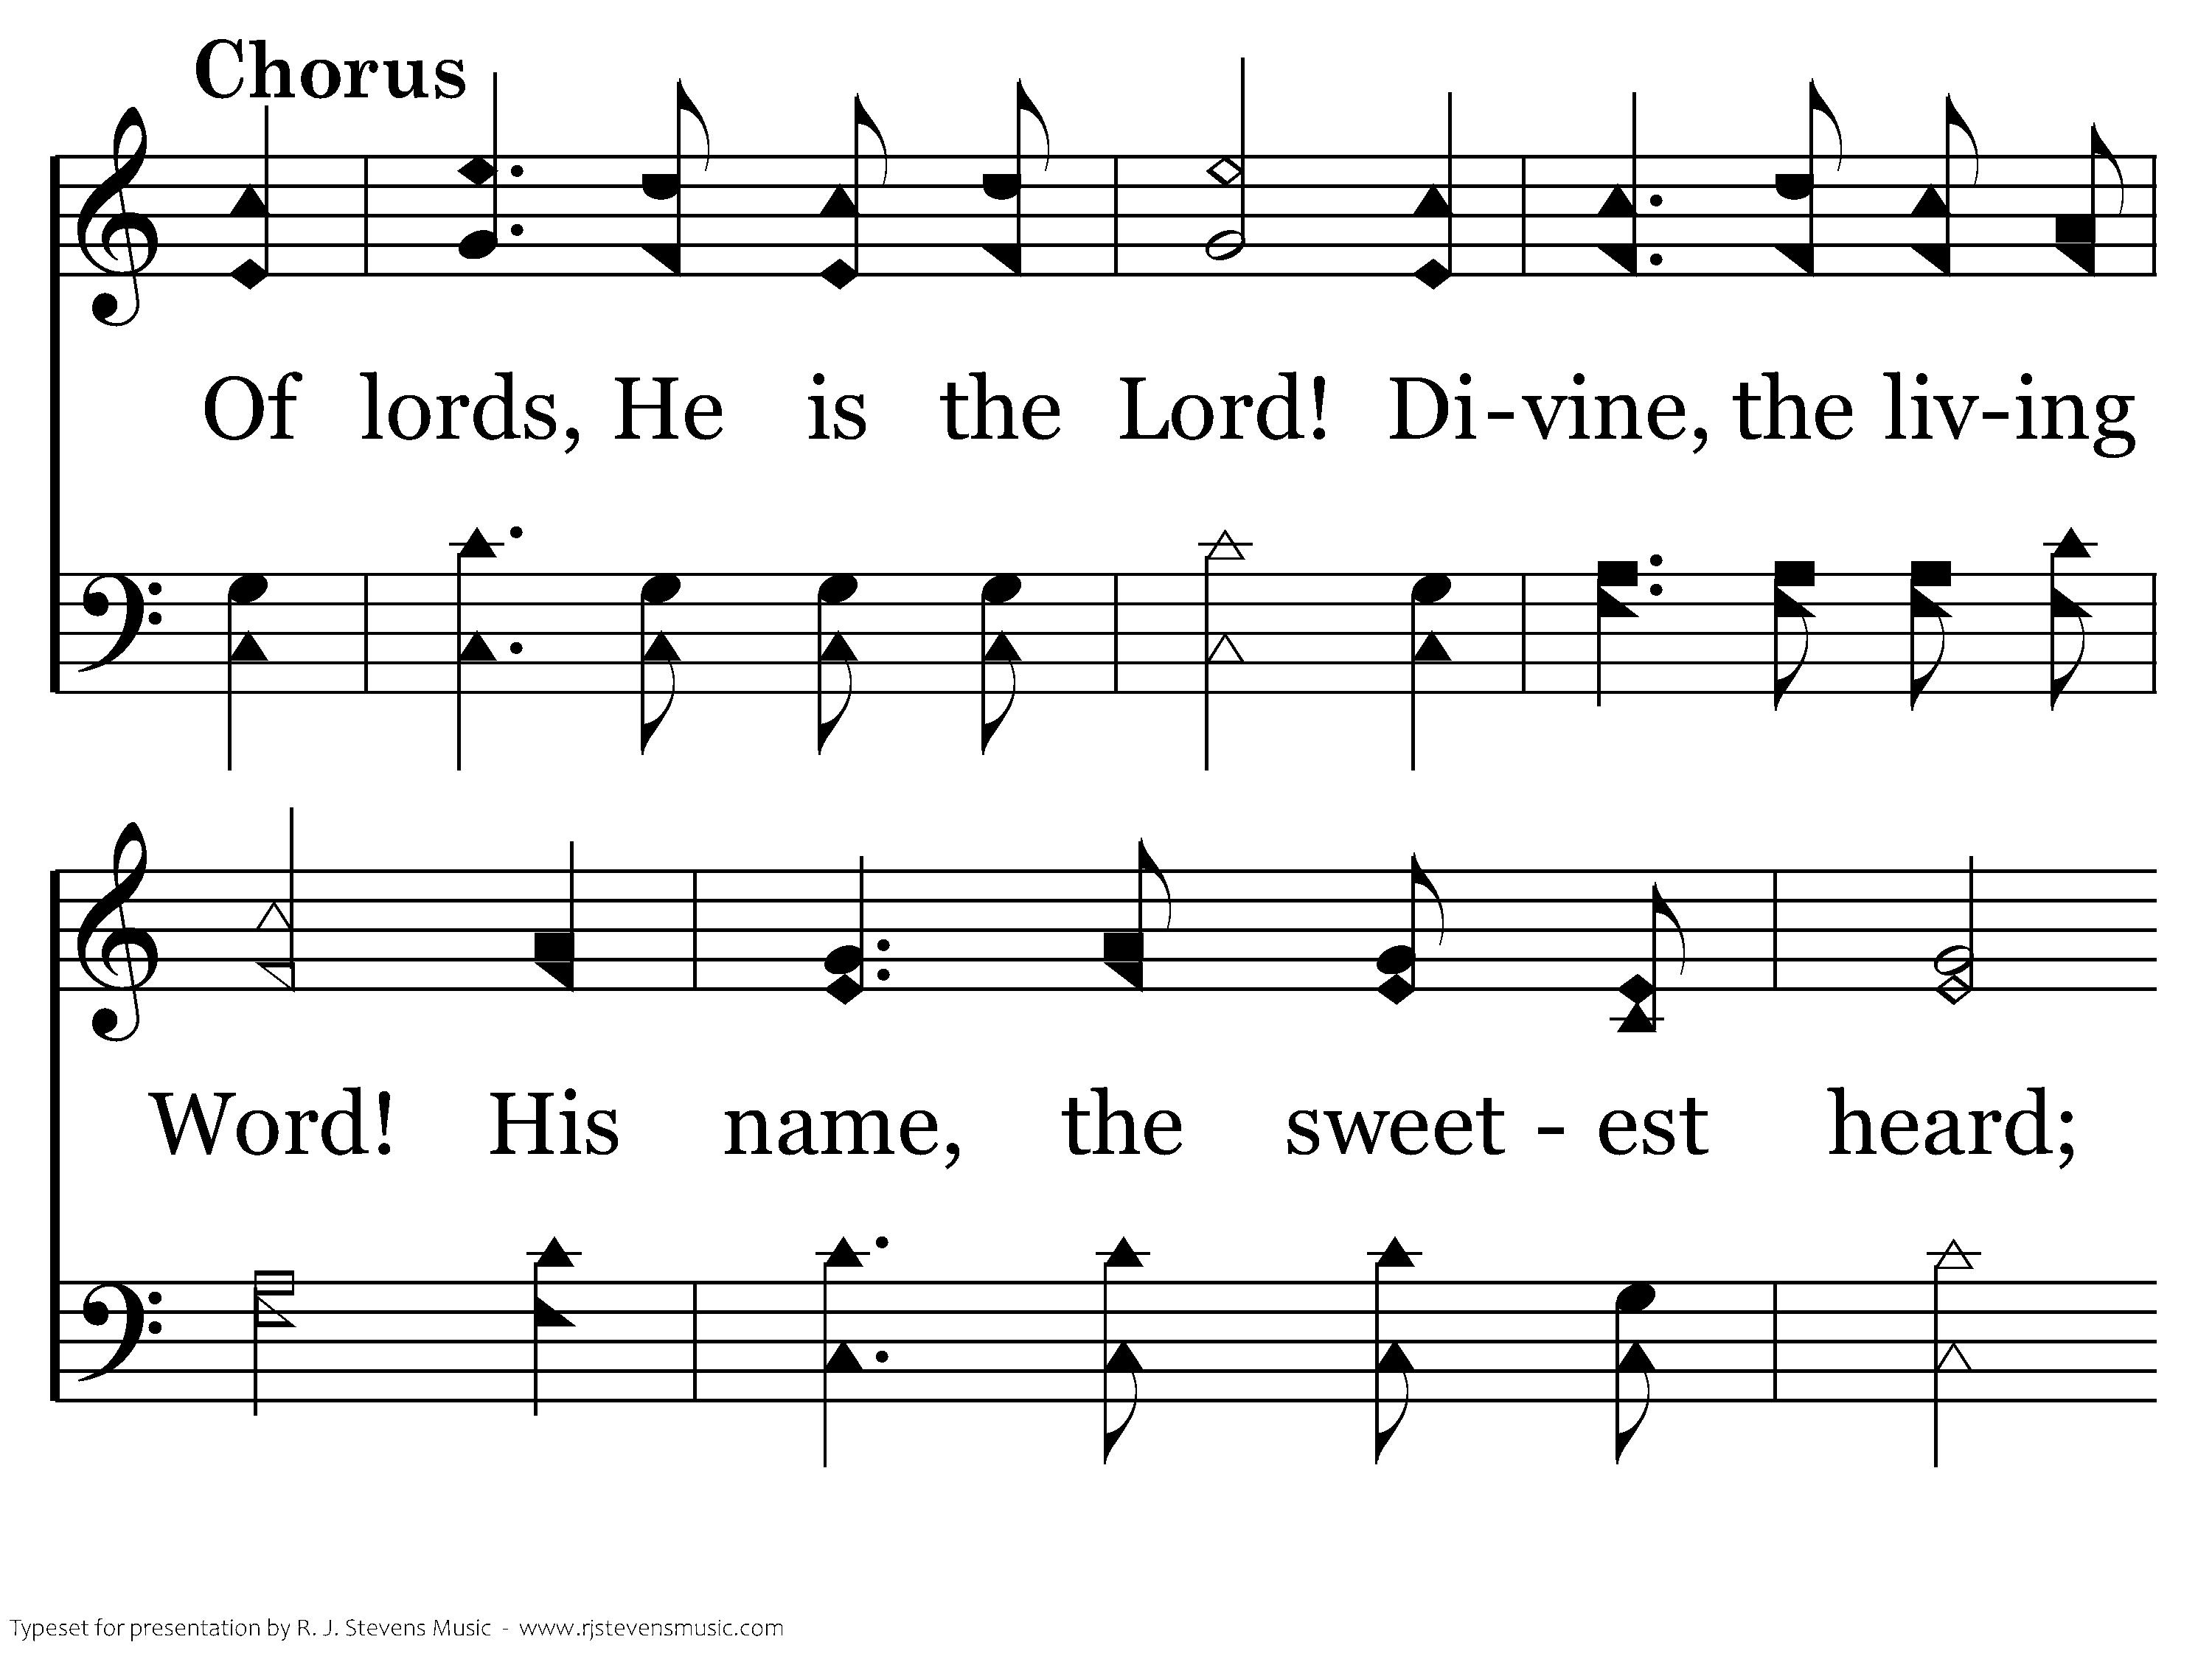 Chorus
Of lords, He is the Lord! Di-vine, the liv-ing
Word! His name, the sweet - est heard;
Typeset for presentation by R. J. Stevens Music - www.rjstevensmusic.com